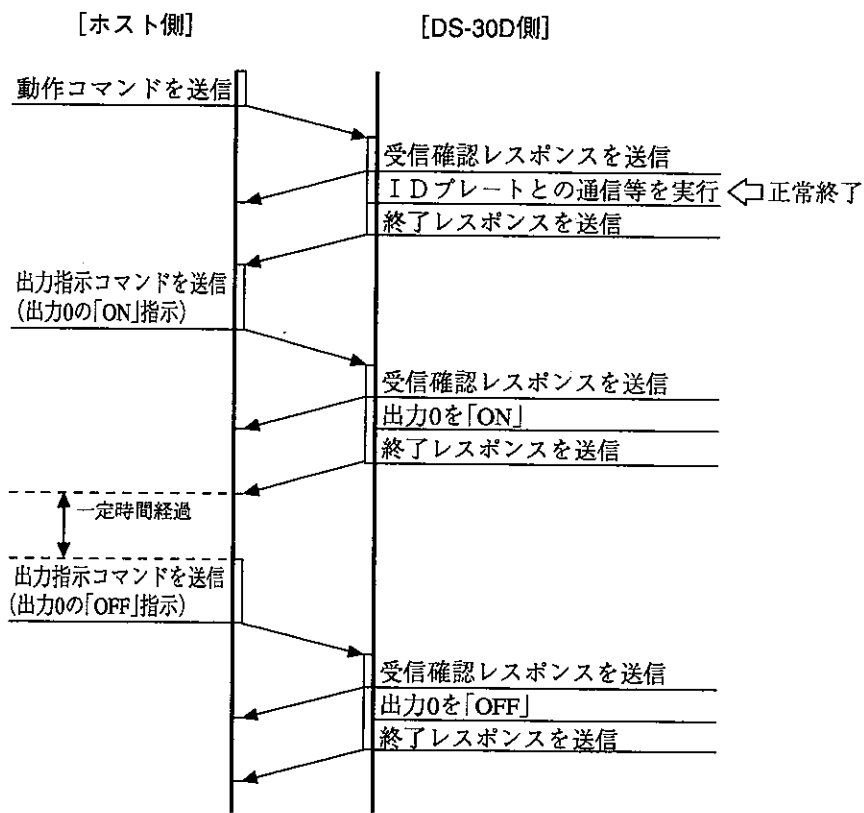 [ホスト側]
[DS-30D側]
動作コマンドを送信
受信確認レスポンスを送信
ＩＤプレートとの通信等を実行
正常終了
終了レスポンスを送信
出力指示コマンドを送信
(出力0の「ON」指示)
受信確認レスポンスを送信
出力0を「ON」
終了レスポンスを送信
一定時間経過
出力指示コマンドを送信
(出力0の「OFF」指示)
受信確認レスポンスを送信
出力0を「OFF」
終了レスポンスを送信